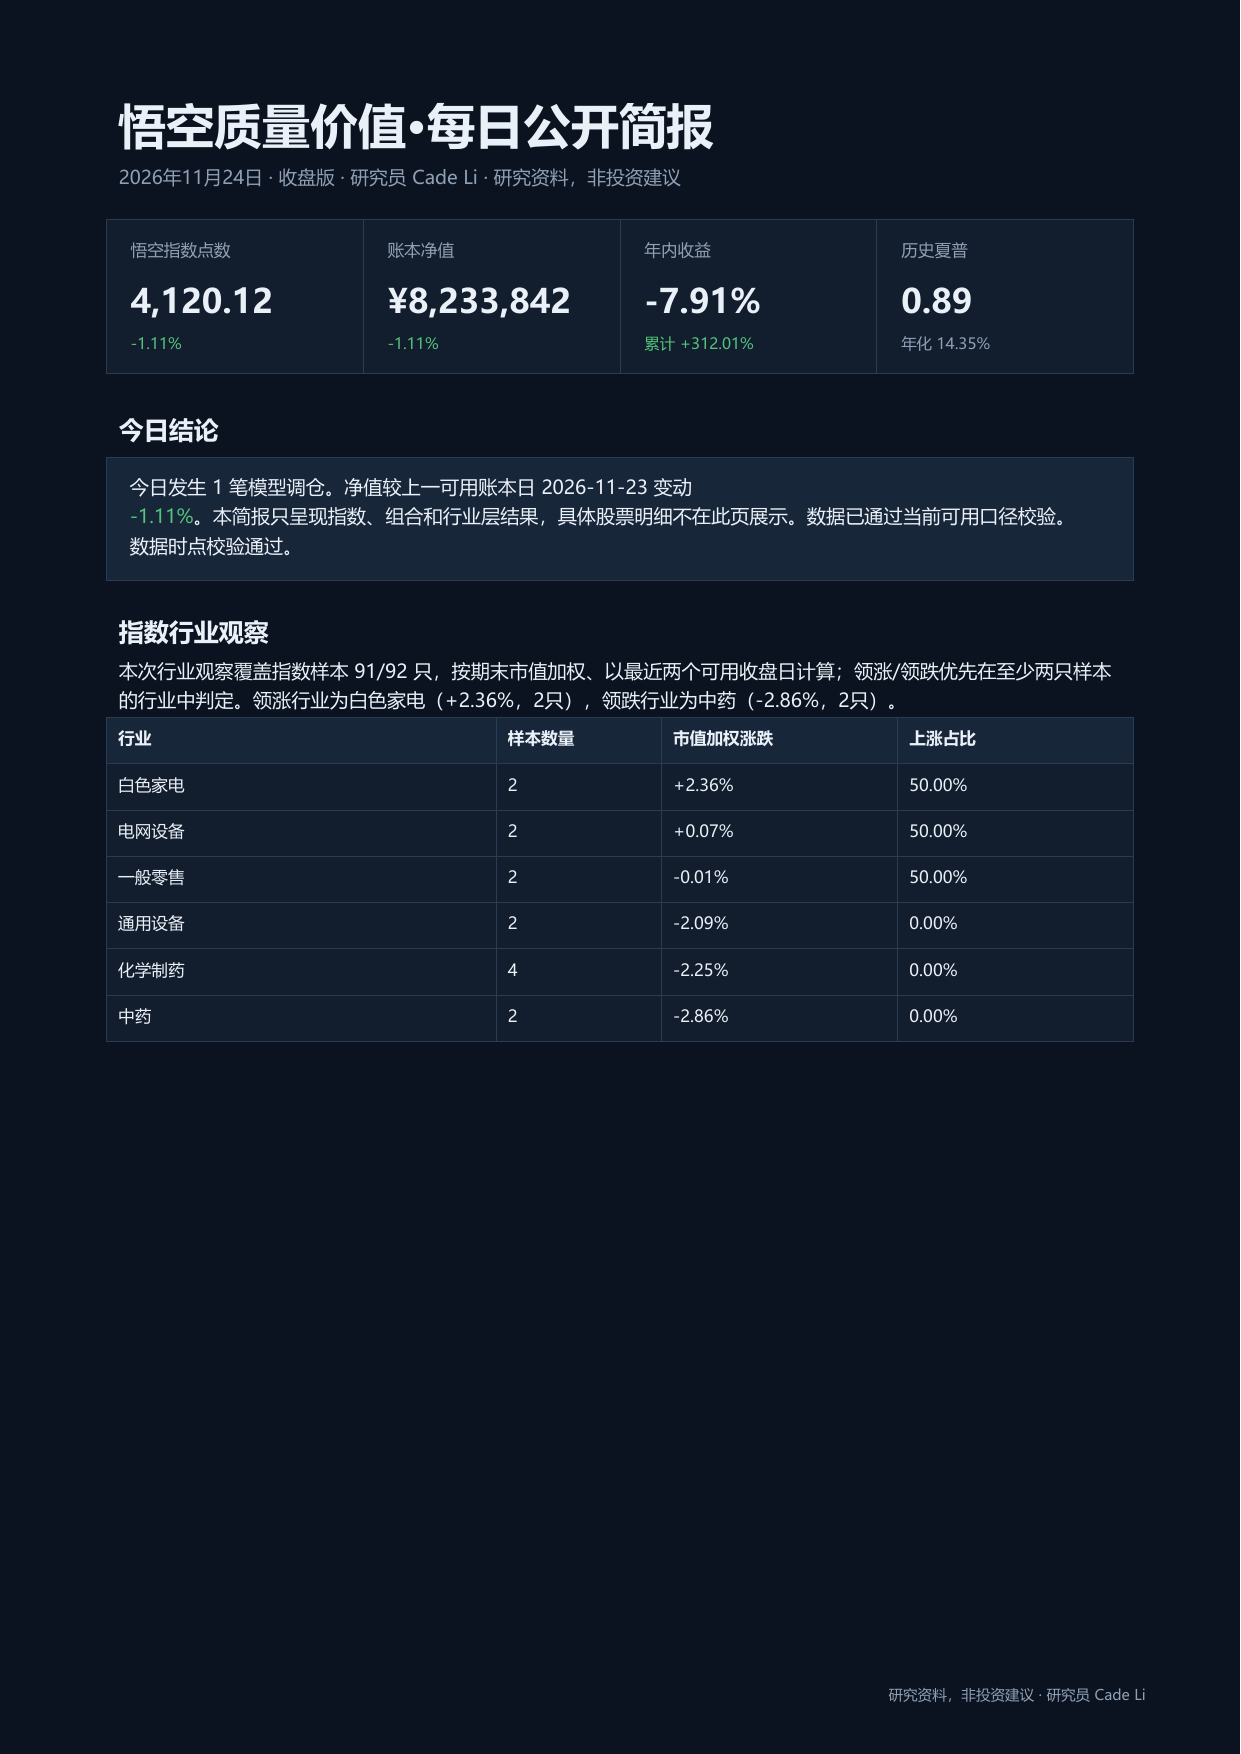 悟空质量价值•每日公开简报
2026年11月24日 · 收盘版 · 研究员 Cade Li · 研究资料，非投资建议
悟空指数点数
4,120.12
-1.11%
账本净值
¥8,233,842
-1.11%
年内收益
-7.91%
累计 +312.01%
历史夏普
0.89
年化 14.35%
今日结论
今日发生 1 笔模型调仓。净值较上一可用账本日 2026-11-23 变动
-1.11%。本简报只呈现指数、组合和行业层结果，具体股票明细不在此页展示。数据已通过当前可用口径校验。
数据时点校验通过。
指数行业观察
本次行业观察覆盖指数样本 91/92 只，按期末市值加权、以最近两个可用收盘日计算；领涨/领跌优先在至少两只样本
的行业中判定。领涨行业为白色家电（+2.36%，2只），领跌行业为中药（-2.86%，2只）。
行业 样本数量 市值加权涨跌 上涨占比
白色家电 2 +2.36% 50.00%
电网设备 2 +0.07% 50.00%
一般零售 2 -0.01% 50.00%
通用设备 2 -2.09% 0.00%
化学制药 4 -2.25% 0.00%
中药 2 -2.86% 0.00%
研究资料，非投资建议 · 研究员 Cade Li